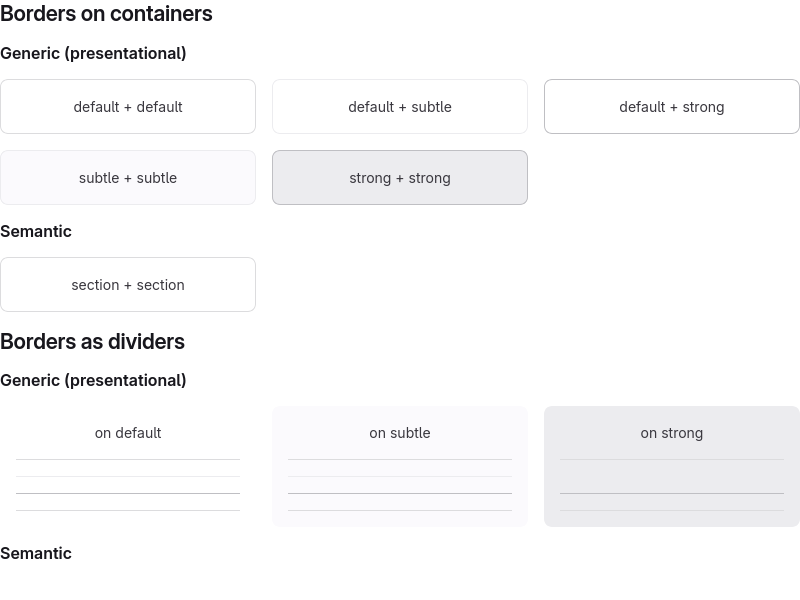 Borders on containers
Generic (presentational)
default + default
default + subtle
default + strong
subtle + subtle
strong + strong
Semantic
section + section
Borders as dividers
Generic (presentational)
on default
on subtle
on strong
Semantic